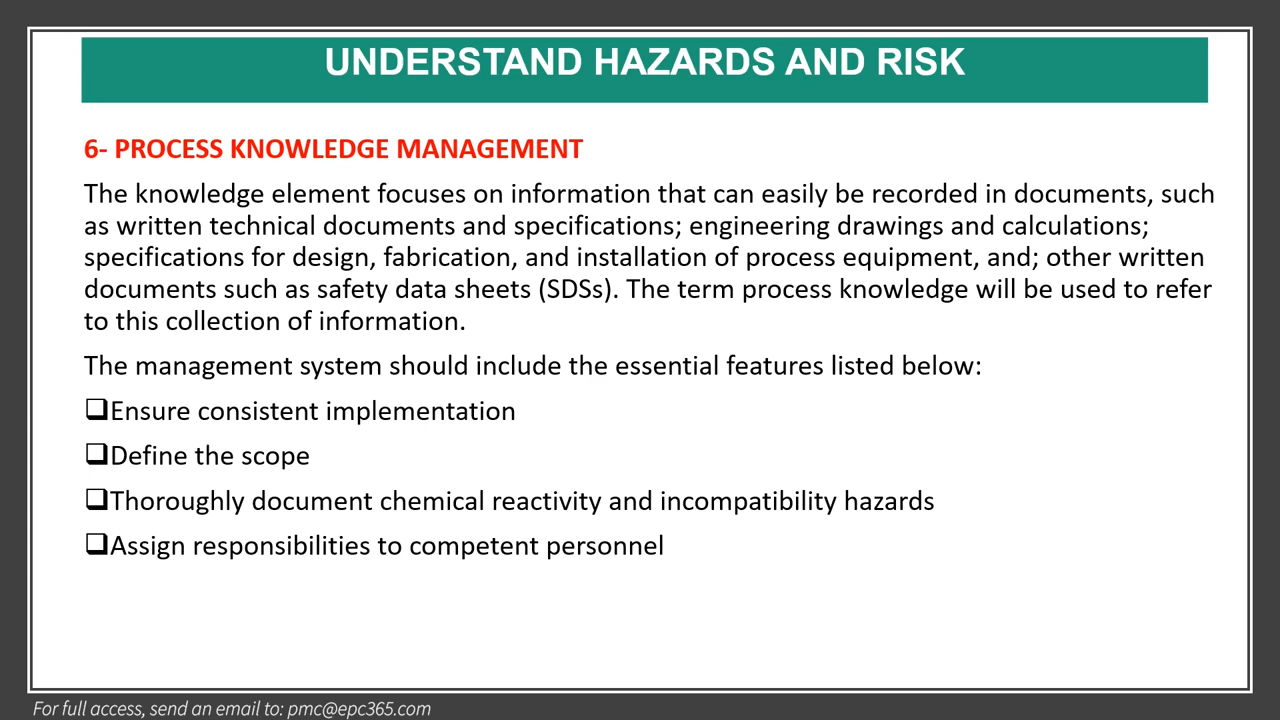 UNDERSTAND HAZARDS AND RISK
6- PROCESS KNOWLEDGE MANAGEMENT
The knowledge element focuses on information that can easily be recorded in documents, such
as written technical documents and specifications; engineering drawings and calculations;
specifications for design, fabrication, and installation of process equipment, and; other written
documents such as safety data sheets (SDSs). The term process knowledge will be used to refer
to this collection of information.
The management system should include the essential features listed below:
❑Ensure consistent implementation
❑Define the scope
❑Thoroughly document chemical reactivity and incompatibility hazards
❑Assign responsibilities to competent personnel
For full access, send an email to: pmc@epc365.com